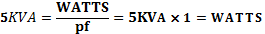 5KVA = WATTS / pf = 5KVA × 1 = WATTS